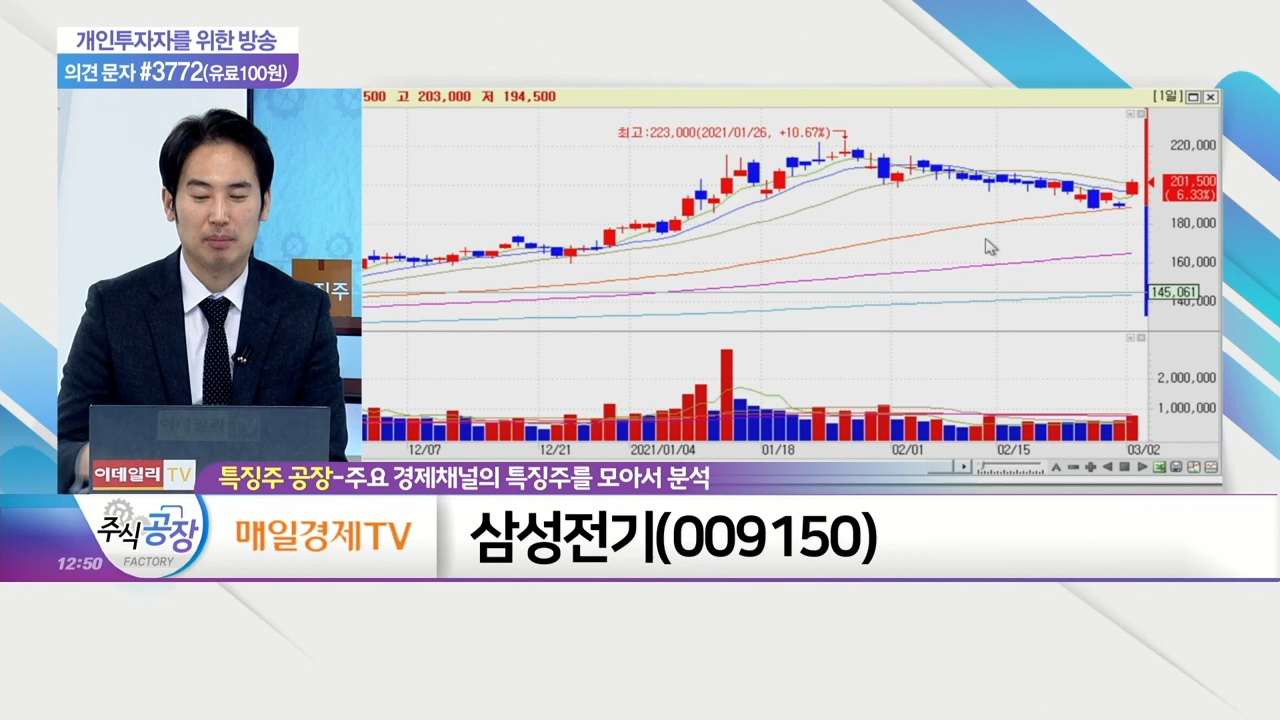 개인투자자를 위한 방송
의견 문자 #3772(유료100원)
500 고 203,000 저 194,500
[1일]
최고:223,000(2021/01/26, +10.67%)
220,000
201,500
( 6.33%)
180,000
160,000
145,061
140,000
직주
2,000,000
1,000,000
12/07
12/21
2021/01/04
01/18
02/01
02/15
03/02
이데일리 TV
특징주 공장-주요 경제채널의 특징주를 모아서 분석
주식공장
FACTORY
12:50
매일경제TV
삼성전기(009150)